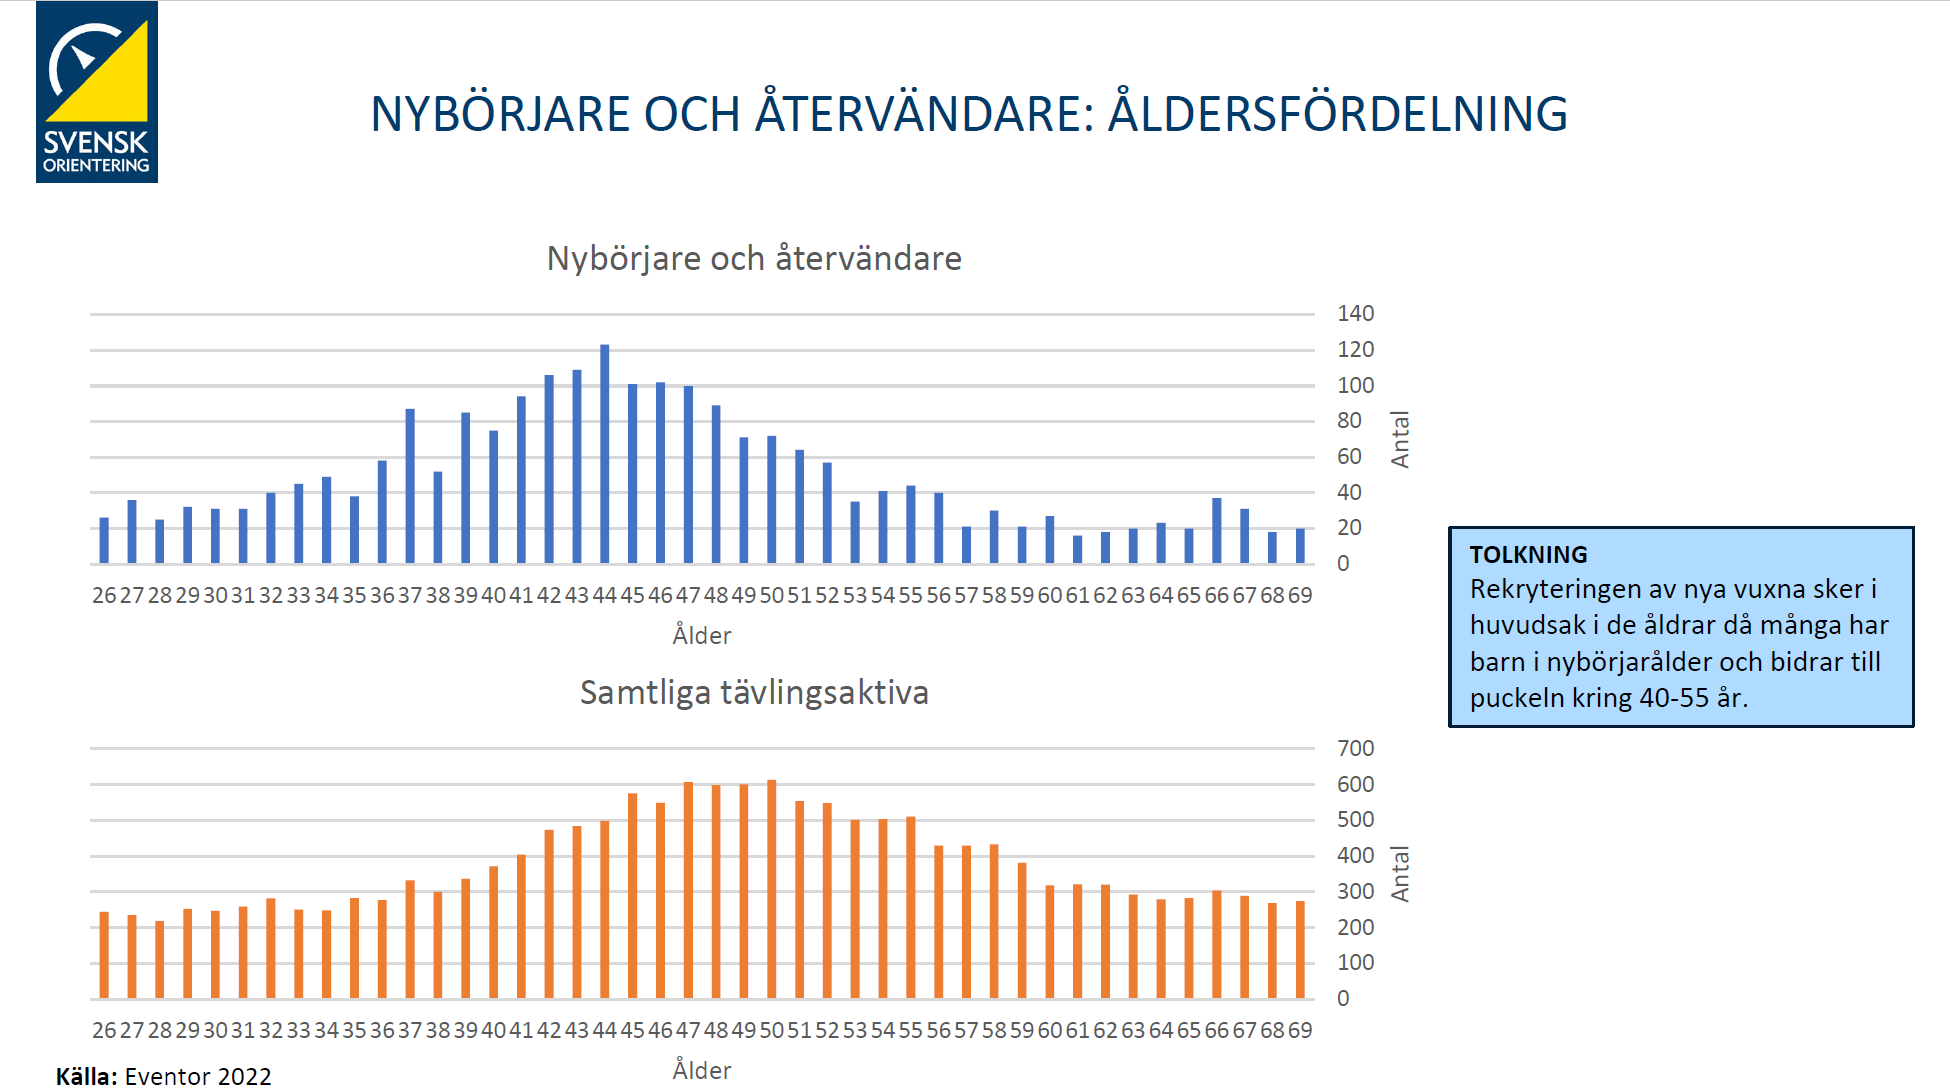 SVENSK
ORIENTERING
NYBÖRJARE OCH ÅTERVÄNDARE: ÅLDERSFÖRDELNING
Nybörjare och återvändare
140
120
100
80
60
40
20
0
Antal
26 27 28 29 30 31 32 33 34 35 36 37 38 39 40 41 42 43 44 45 46 47 48 49 50 51 52 53 54 55 56 57 58 59 60 61 62 63 64 65 66 67 68 69
Ålder
TOLKNING
Rekryteringen av nya vuxna sker i
huvudsak i de åldrar då många har
barn i nybörjarålder och bidrar till
puckeln kring 40-55 år.
Samtliga tävlingsaktiva
700
600
500
400
300
200
100
0
Antal
26 27 28 29 30 31 32 33 34 35 36 37 38 39 40 41 42 43 44 45 46 47 48 49 50 51 52 53 54 55 56 57 58 59 60 61 62 63 64 65 66 67 68 69
Ålder
Källa: Eventor 2022